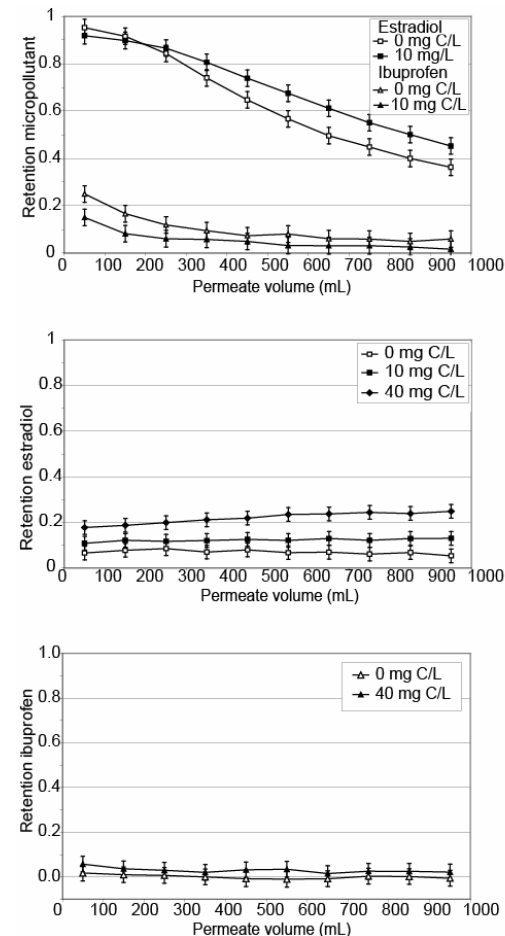 Estradiol
0 mg C/L
10 mg/L
Ibuprofen
0 mg C/L
10 mg C/L
Retention micropollutant
1
0.8
0.6
0.4
0.2
0
0 100 200 300 400 500 600 700 800 900 1000
Permeate volume (mL)
0 mg C/L
10 mg C/L
40 mg C/L
Retention estradiol
1
0.8
0.6
0.4
0.2
0
0 100 200 300 400 500 600 700 800 900 1000
Permeate volume (mL)
0 mg C/L
40 mg C/L
Retention ibuprofen
1.0
0.8
0.6
0.4
0.2
0.0
0 100 200 300 400 500 600 700 800 900 1000
Permeate volume (mL)